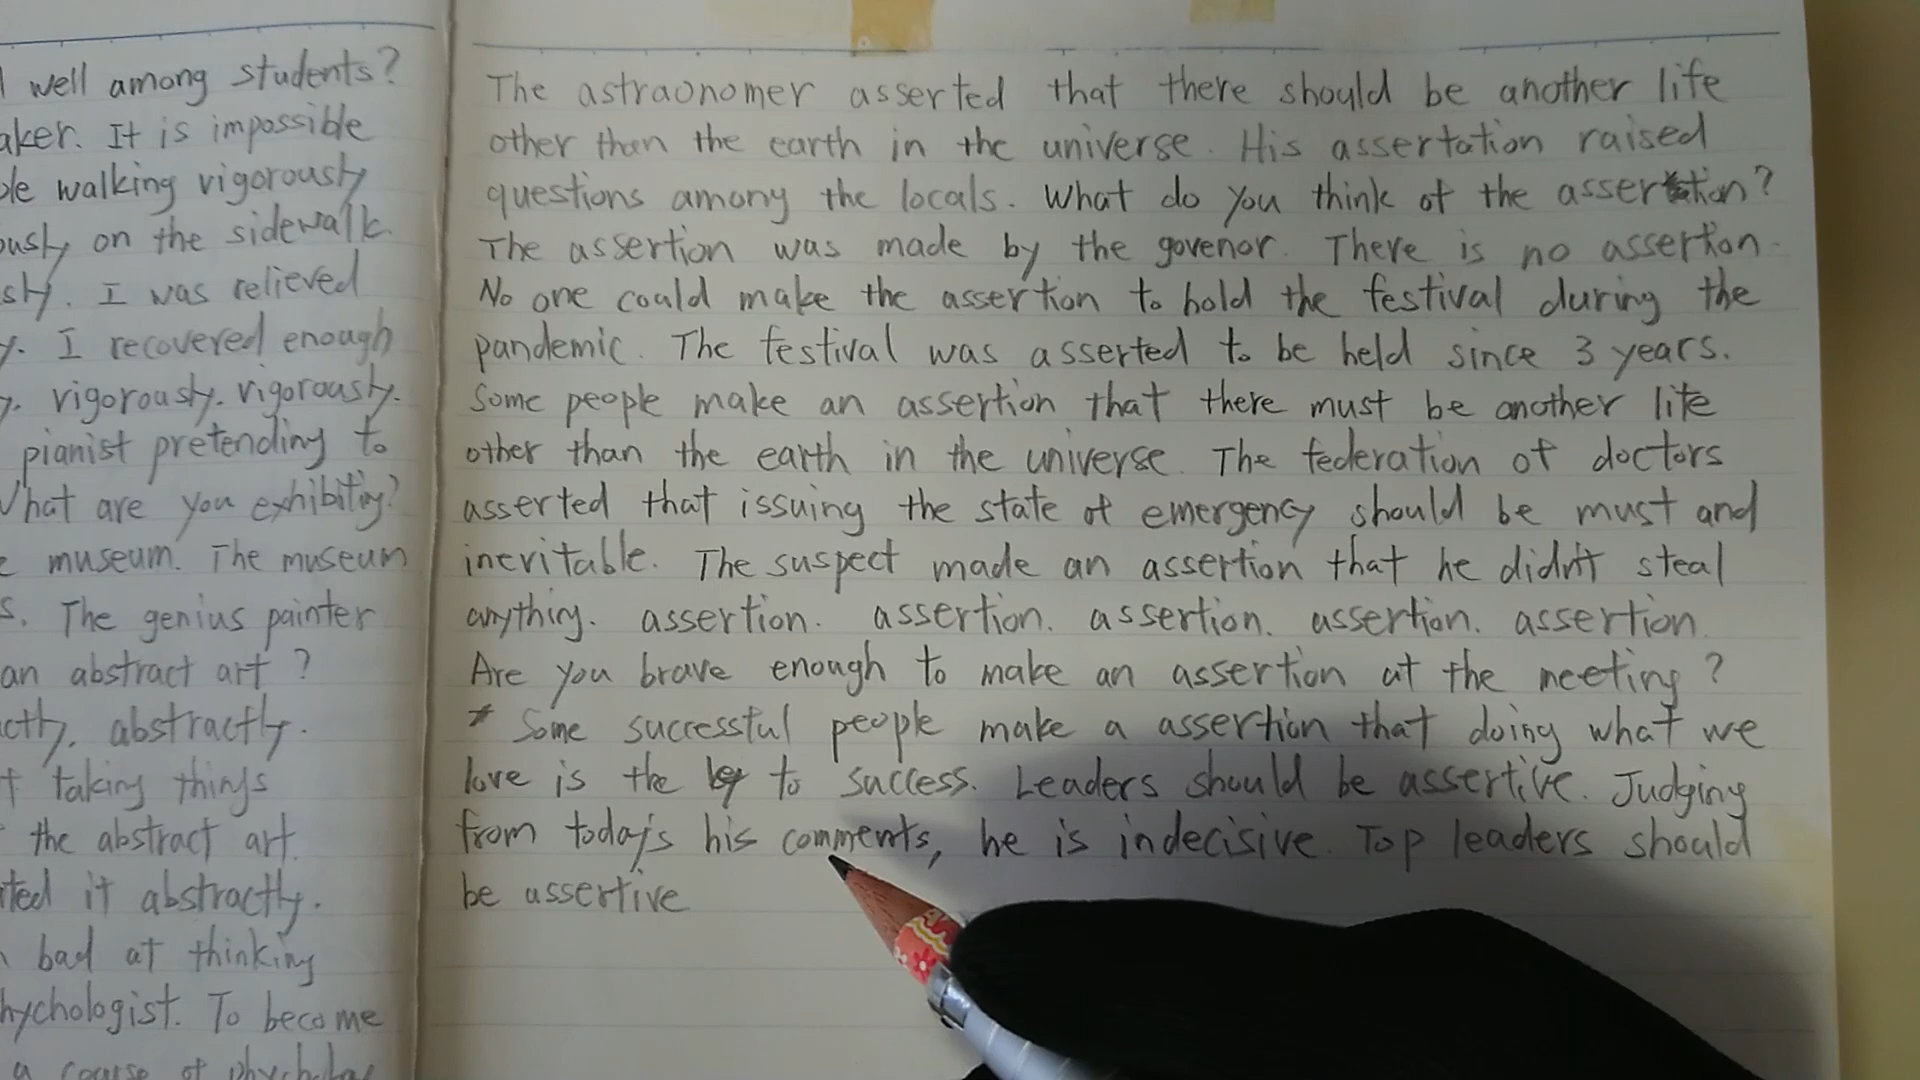 well among students?
aker. It is impossible
ble walking vigorously
ously on the sidewalk.
sly. I was relieved
y. I recovered enough
y. vigorously. vigorously.
pianist pretending to
What are you exhibiting?
e museum. The museum
s. The genius painter
an abstract art?
ctly, abstractly.
taking things
the abstract art.
ted it abstractly.
bad at thinking
hychologist. To become
a course of phychology
The astraonomer asserted that there should be another life
other than the earth in the universe. His assertation raised
questions among the locals. What do you think of the assertion?
The assertion was made by the govenor. There is no assertion.
No one could make the assertion to hold the festival during the
pandemic. The festival was asserted to be held since 3 years.
Some people make an assertion that there must be another life
other than the earth in the universe. The federation of doctors
asserted that issuing the state of emergency should be must and
inevitable. The suspect made an assertion that he didn't steal
anything. assertion. assertion. assertion. assertion. assertion
Are you brave enough to make an assertion at the meeting?
* Some successful people make a assertion that doing what we
love is the key to success. Leaders should be assertive. Judging
from today's his comments, he is indecisive. Top leaders should
be assertive